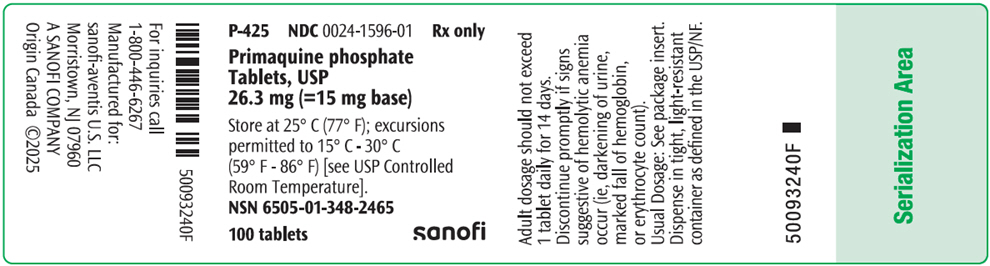 For inquiries call
1-800-446-6267
Manufactured for:
sanofi-aventis U.S. LLC
Morristown, NJ 07960
A SANOFI COMPANY
Origin Canada ©2025
50093240F
P-425 NDC 0024-1596-01 Rx only
Primaquine phosphate
Tablets, USP
26.3 mg (=15 mg base)
Store at 25° C (77° F); excursions
permitted to 15° C - 30° C
(59° F - 86° F) [see USP Controlled
Room Temperature].
NSN 6505-01-348-2465
100 tablets sanofi
Adult dosage should not exceed
1 tablet daily for 14 days.
Discontinue promptly if signs
suggestive of hemolytic anemia
occur (ie, darkening of urine,
marked fall of hemoglobin,
or erythrocyte count).
Usual Dosage: See package insert.
Dispense in tight, light-resistant
container as defined in the USP/NF.
50093240F
Serialization Area